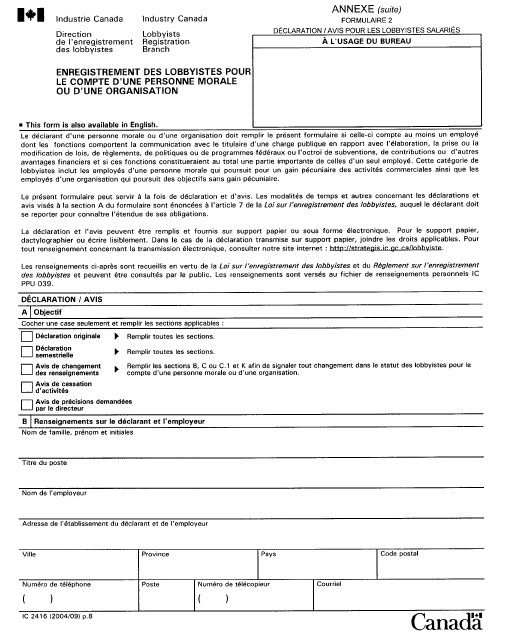 ANNEXE (suite)
FORMULAIRE 2
DÉCLARATION / AVIS POUR LES LOBBYISTES SALARIÉS
Industrie Canada
Industry Canada
Direction
de l'enregistrement
des lobbyistes
Lobbyists
Registration
Branch
À L'USAGE DU BUREAU
ENREGISTREMENT DES LOBBYISTES POUR
LE COMPTE D'UNE PERSONNE MORALE
OU D'UNE ORGANISATION
• This form is also available in English.
Le déclarant d'une personne morale ou d'une organisation doit remplir le présent formulaire si celle-ci compte au moins un employé
dont les fonctions comportent la communication avec le titulaire d'une charge publique en rapport avec l'élaboration, la prise ou la
modification de lois, de règlements, de politiques ou de programmes fédéraux ou l'octroi de subventions, de contributions ou d'autres
avantages financiers et si ces fonctions constitueraient au total une partie importante de celles d'un seul employé. Cette catégorie de
lobbyistes inclut les employés d'une personne morale qui poursuit pour un gain pécuniaire des activités commerciales ainsi que les
employés d'une organisation qui poursuit des objectifs sans gain pécuniaire.
Le présent formulaire peut servir à la fois de déclaration et d'avis. Les modalités de temps et autres concernant les déclarations et
avis visés à la section A du formulaire sont énoncées à l'article 7 de la Loi sur l'enregistrement des lobbyistes, auquel le déclarant doit
se reporter pour connaître l'étendue de ses obligations.
La déclaration et l'avis peuvent être remplis et fournis sur support papier ou sous forme électronique. Pour le support papier,
dactylographier ou écrire lisiblement. Dans le cas de la déclaration transmise sur support papier, joindre les droits applicables. Pour
tout renseignement concernant la transmission électronique, consulter notre site internet : http://strategis.ic.gc.ca/lobbyiste.
Les renseignements ci-après sont recueillis en vertu de la Loi sur l'enregistrement des lobbyistes et du Règlement sur l'enregistrement
des lobbyistes et peuvent être consultés par le public. Les renseignements sont versés au fichier de renseignements personnels IC
PPU 039.
DÉCLARATION / AVIS
A Objectif
Cocher une case seulement et remplir les sections applicables :
Déclaration originale Remplir toutes les sections.
Déclaration
semestrielle Remplir toutes les sections.
Avis de changement
des renseignements
Remplir les sections B, C ou C.1 et K afin de signaler tout changement dans le statut des lobbyistes pour le
compte d'une personne morale ou d'une organisation.
Avis de cessation
d'activités
Avis de précisions demandées
par le directeur
B Renseignements sur le déclarant et l'employeur
Nom de famille, prénom et initiales
Titre du poste
Nom de l'employeur
Adresse de l'établissement du déclarant et de l'employeur
Ville Province Pays Code postal
Numéro de téléphone Poste Numéro de télécopieur Courriel
( ) ( )
IC 2416 (2004/09) p.8
Canada